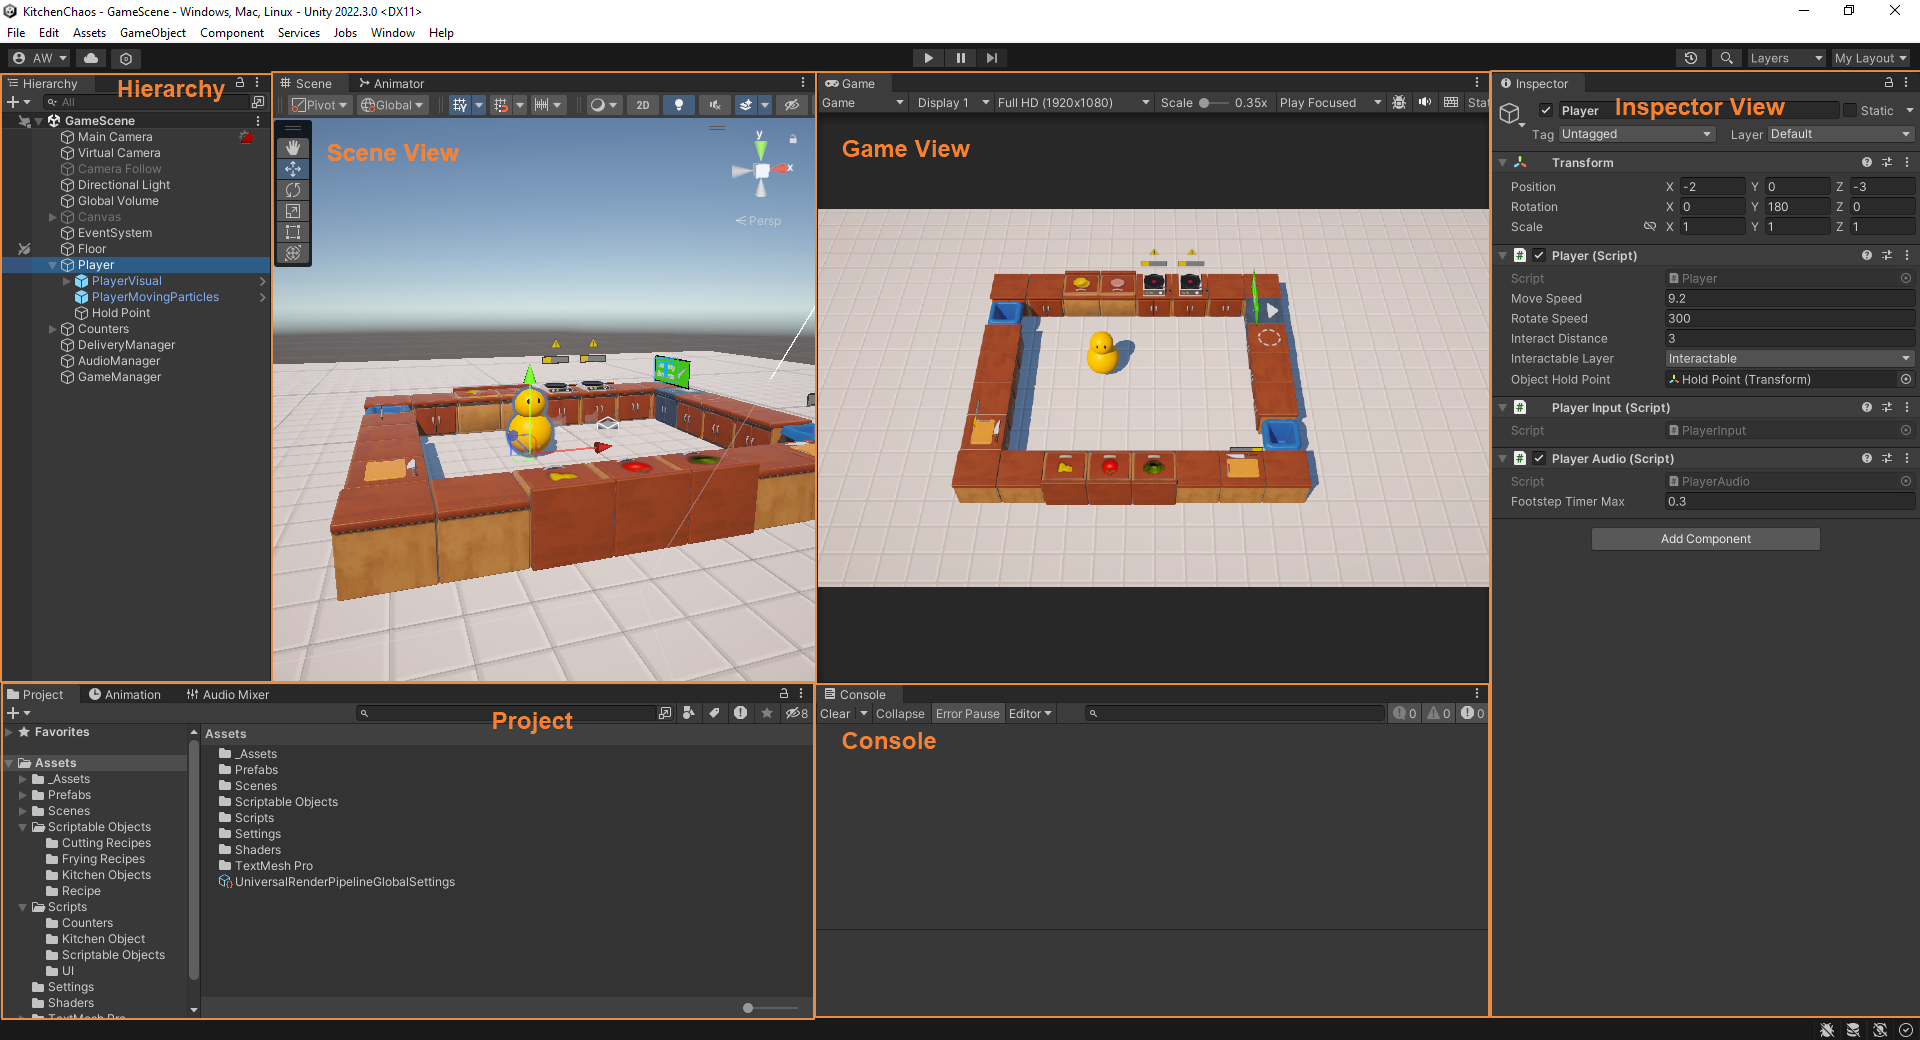 KitchenChaos - GameScene - Windows, Mac, Linux - Unity 2022.3.0 <DX11>
File Edit Assets GameObject Component Services Jobs Window Help
AW
Layers
My Layout
Hierarchy
Hierarchy
All
GameScene
Main Camera
Virtual Camera
Camera Follow
Directional Light
Global Volume
Canvas
EventSystem
Floor
Player
PlayerVisual
PlayerMovingParticles
Hold Point
Counters
DeliveryManager
AudioManager
GameManager
Scene
Animator
Pivot
Global
2D
Scene View
y
x
Persp
Game
Game
Display 1
Full HD (1920x1080)
Scale
0.35x
Play Focused
Stat
Game View
Inspector
Player
Static
Inspector View
Tag Untagged
Layer Default
Transform
Position X -2 Y 0 Z -3
Rotation X 0 Y 180 Z 0
Scale X 1 Y 1 Z 1
Player (Script)
Script Player
Move Speed 9.2
Rotate Speed 300
Interact Distance 3
Interactable Layer Interactable
Object Hold Point Hold Point (Transform)
Player Input (Script)
Script PlayerInput
Player Audio (Script)
Script PlayerAudio
Footstep Timer Max 0.3
Add Component
Project
Animation
Audio Mixer
8
Project
Favorites
Assets
_Assets
Prefabs
Scenes
Scriptable Objects
Cutting Recipes
Frying Recipes
Kitchen Objects
Recipe
Scripts
Counters
Kitchen Object
Scriptable Objects
UI
Settings
Shaders
TextMesh Pro
Assets
_Assets
Prefabs
Scenes
Scriptable Objects
Scripts
Settings
Shaders
TextMesh Pro
UniversalRenderPipelineGlobalSettings
Console
Clear Collapse Error Pause Editor
0 0 0
Console